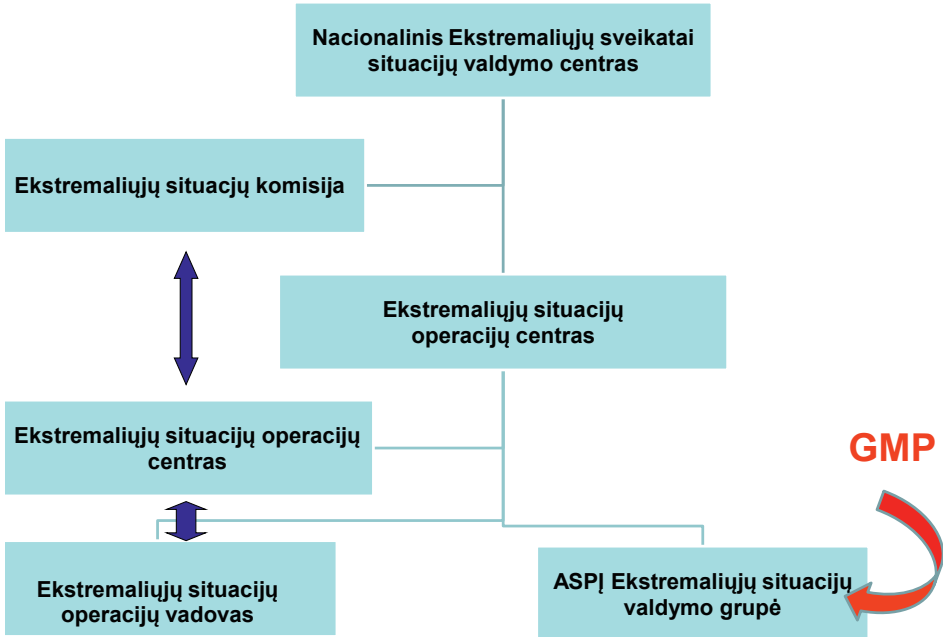 Nacionalinis Ekstremaliųjų sveikatai
situacijų valdymo centras
Ekstremaliųjų situacjų komisija
Ekstremaliųjų situacijų
operacijų centras
Ekstremaliųjų situacijų operacijų
centras
GMP
Ekstremaliųjų situacijų
operacijų vadovas
ASPĮ Ekstremaliųjų situacijų
valdymo grupė